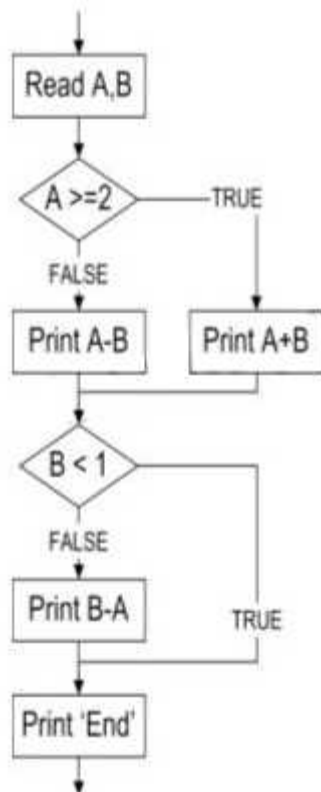 Read A,B
A >=2
TRUE
FALSE
Print A-B
Print A+B
B < 1
FALSE
Print B-A
TRUE
Print ‘End’